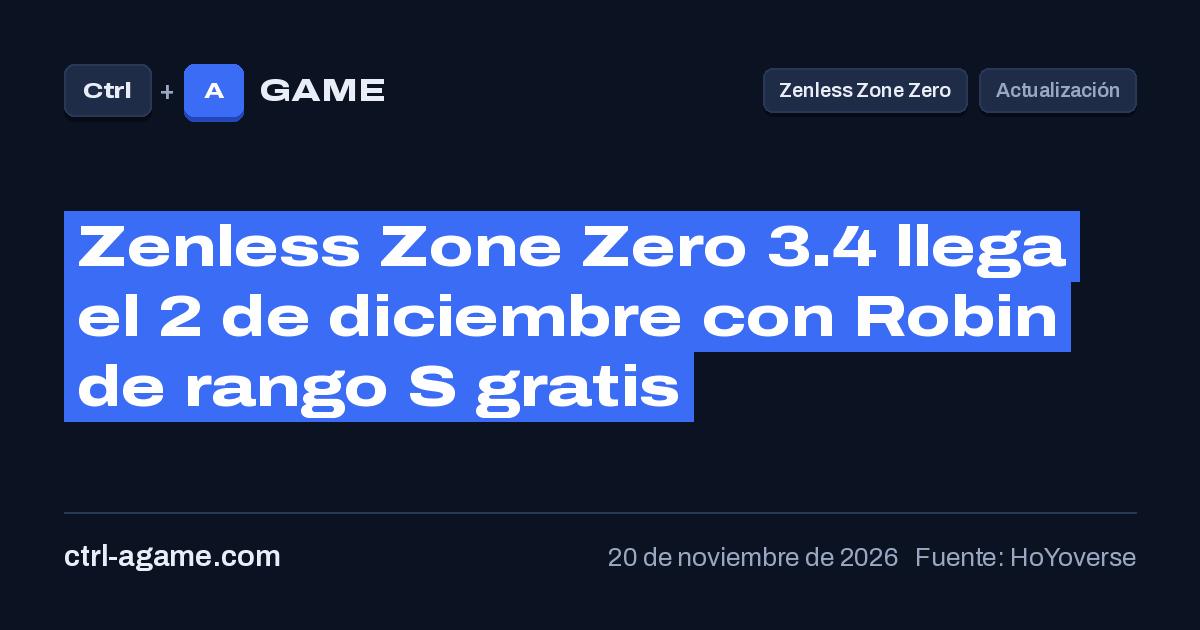 Ctrl + A GAME
Zenless Zone Zero
Actualización
Zenless Zone Zero 3.4 llega
el 2 de diciembre con Robin
de rango S gratis
ctrl-agame.com
20 de noviembre de 2026 Fuente: HoYoverse